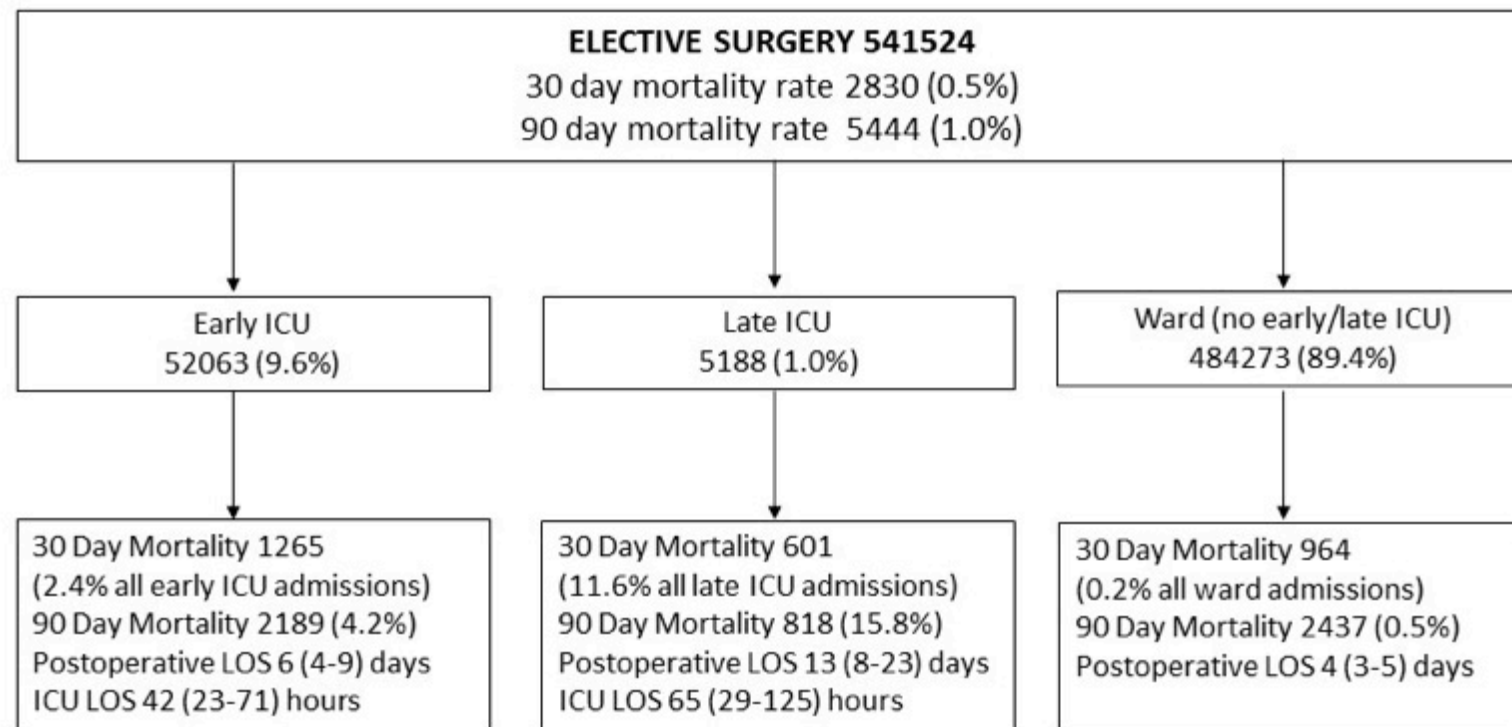 ELECTIVE SURGERY 541524
30 day mortality rate 2830 (0.5%)
90 day mortality rate 5444 (1.0%)
Early ICU
52063 (9.6%)
Late ICU
5188 (1.0%)
Ward (no early/late ICU)
484273 (89.4%)
30 Day Mortality 1265
(2.4% all early ICU admissions)
90 Day Mortality 2189 (4.2%)
Postoperative LOS 6 (4-9) days
ICU LOS 42 (23-71) hours
30 Day Mortality 601
(11.6% all late ICU admissions)
90 Day Mortality 818 (15.8%)
Postoperative LOS 13 (8-23) days
ICU LOS 65 (29-125) hours
30 Day Mortality 964
(0.2% all ward admissions)
90 Day Mortality 2437 (0.5%)
Postoperative LOS 4 (3-5) days